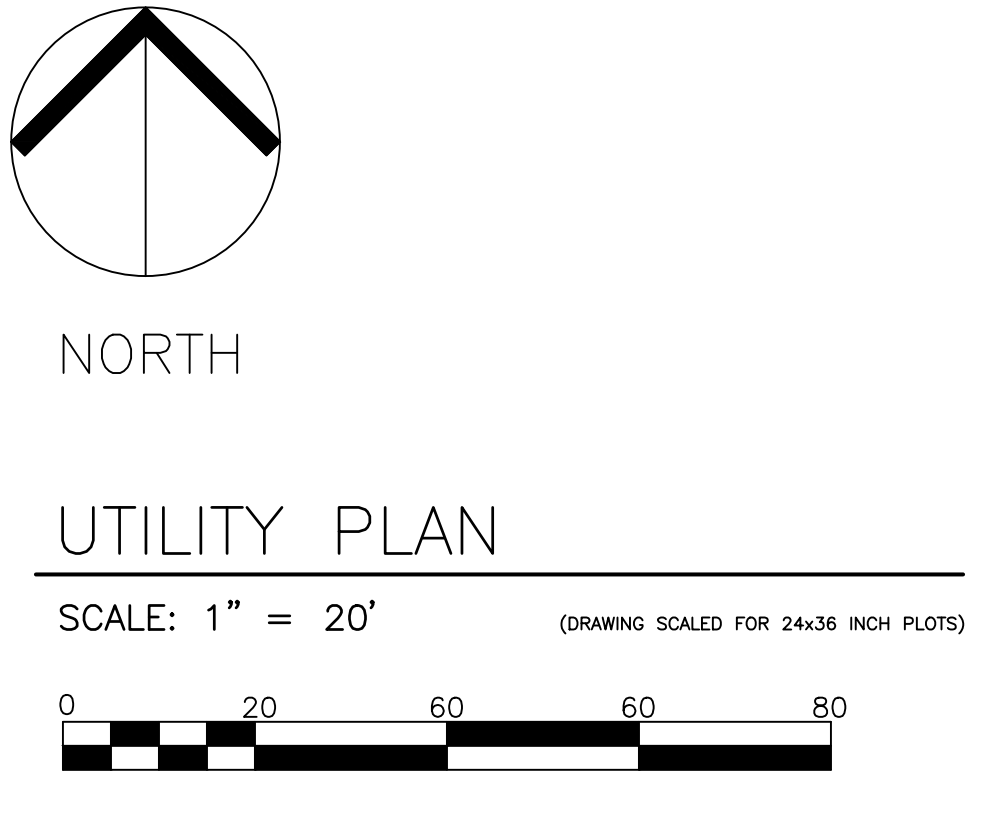 NORTH
UTILITY PLAN
SCALE: 1” = 20’ (DRAWING SCALED FOR 24x36 INCH PLOTS)
0 20 60 60 80